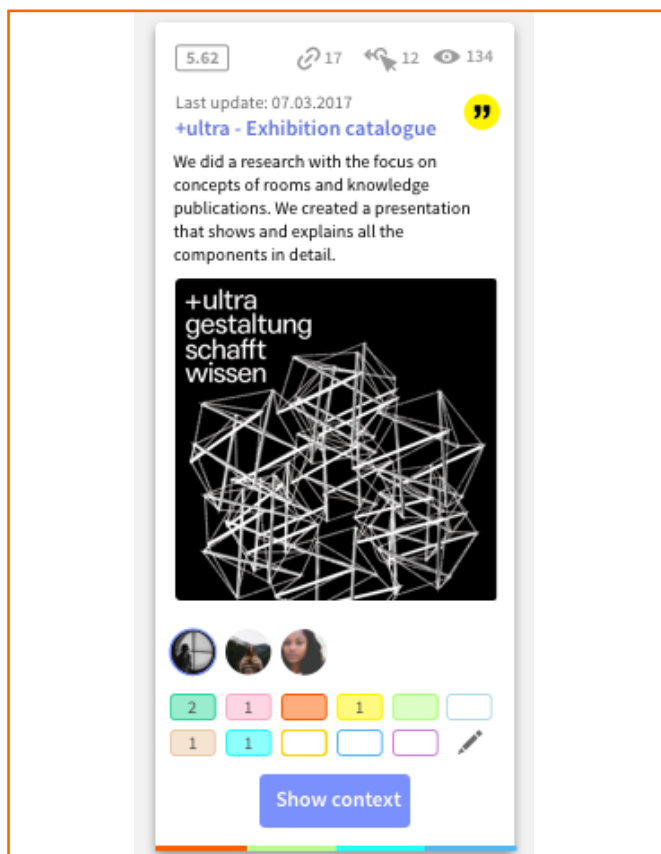 5.62 17 12 134
Last update: 07.03.2017
+ultra - Exhibition catalogue
We did a research with the focus on
concepts of rooms and knowledge
publications. We created a presentation
that shows and explains all the
components in detail.
+ultra
gestaltung
schafft
wissen
2 1 1
1 1
Show context